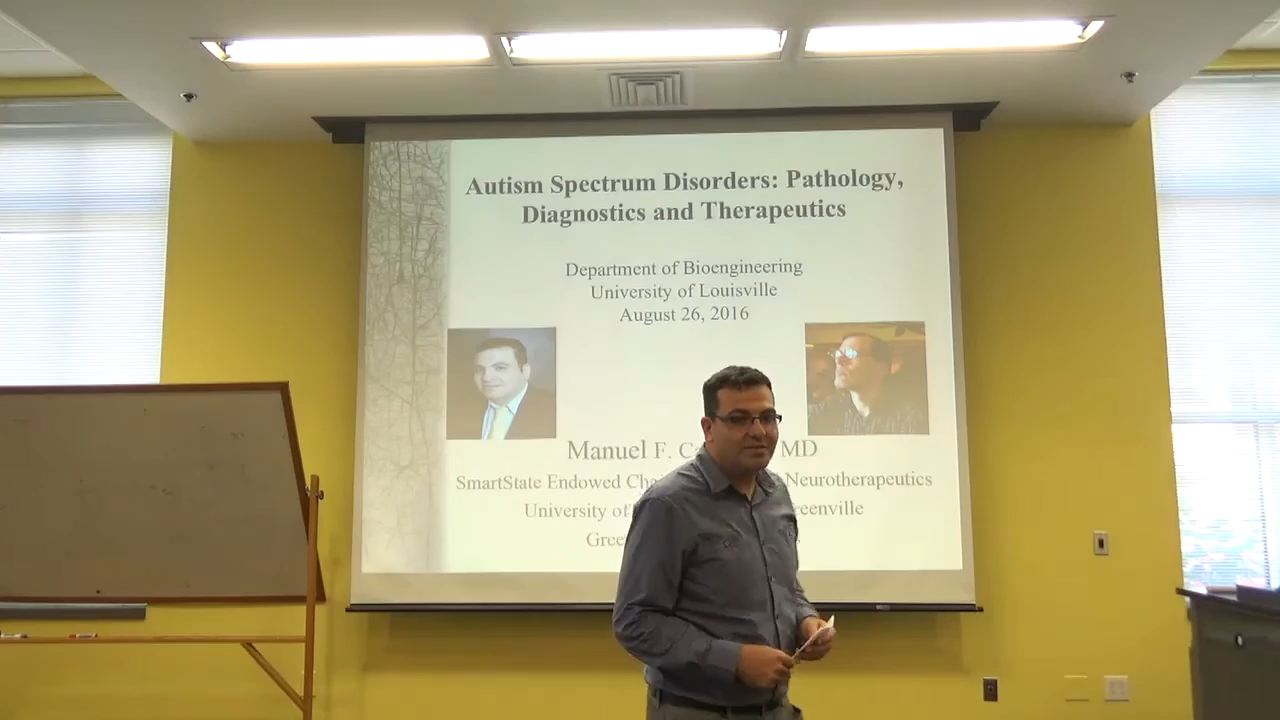 Autism Spectrum Disorders: Pathology,
Diagnostics and Therapeutics
Department of Bioengineering
University of Louisville
August 26, 2016
Manuel F. MD
SmartState Endowed Neurotherapeutics
University of